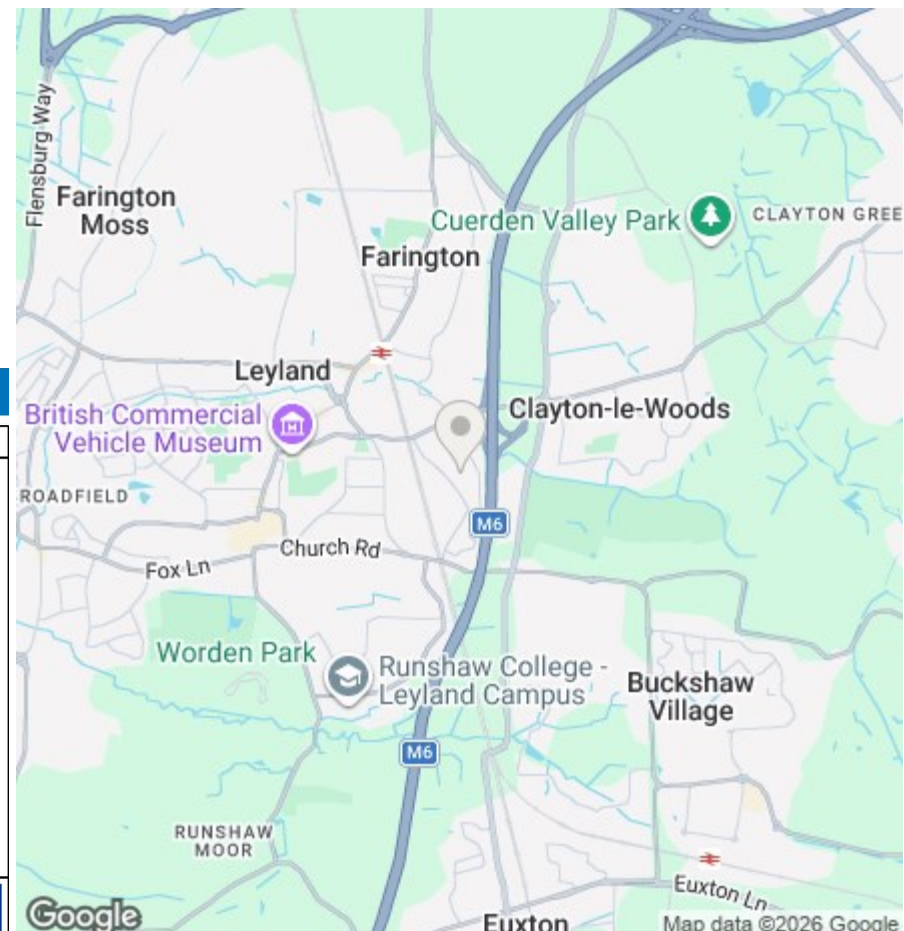 Flensburg Way
Farington
Moss
Cuerden Valley Park
CLAYTON GREE
Farington
Leyland
British Commercial
Vehicle Museum
Clayton-le-Woods
ROADFIELD
M6
Church Rd
Fox Ln
Worden Park
Runshaw College -
Leyland Campus
Buckshaw
Village
M6
RUNSHAW
MOOR
Euxton Ln
Euxton
Google
Map data ©2026 Google